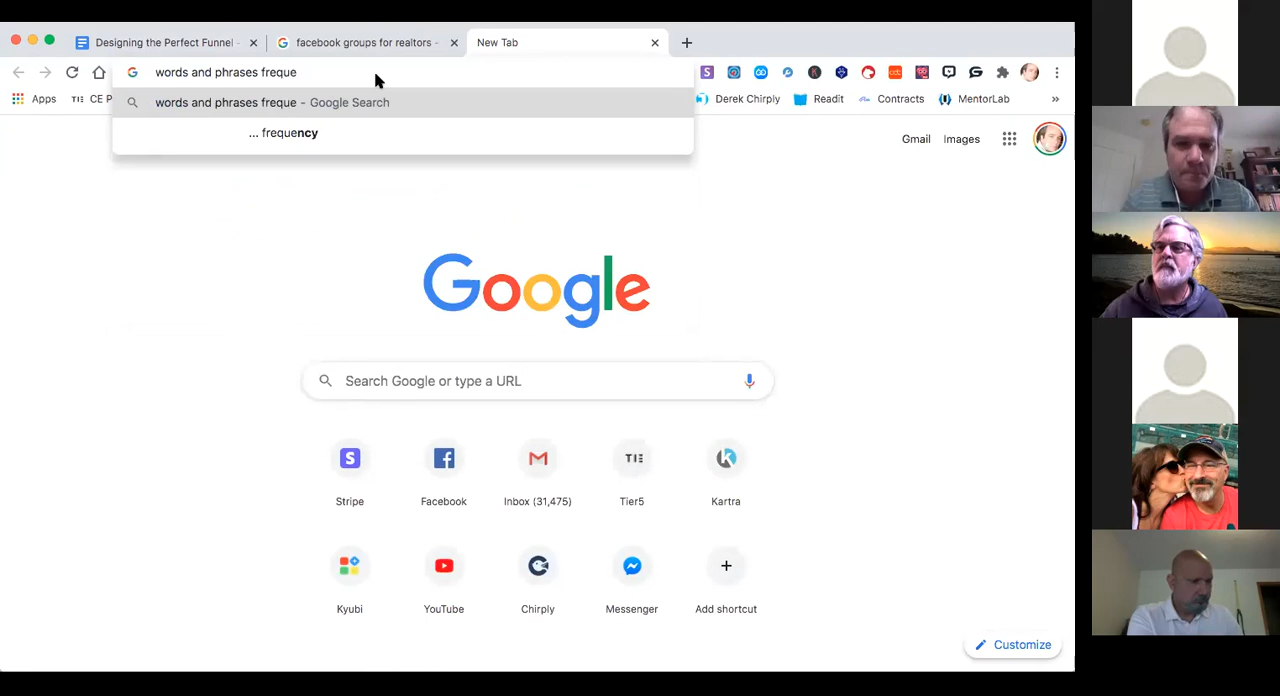 Designing the Perfect Funnel -
facebook groups for realtors -
New Tab
words and phrases freque
Derek Chirply
Readit
Contracts
MentorLab
»
Apps
TIΞ CE P
words and phrases freque - Google Search
... frequency
Gmail
Images
Google
Search Google or type a URL
TIΞ
Stripe
Facebook
Inbox (31,475)
Tier5
Kartra
Kyubi
YouTube
Chirply
Messenger
Add shortcut
Customize